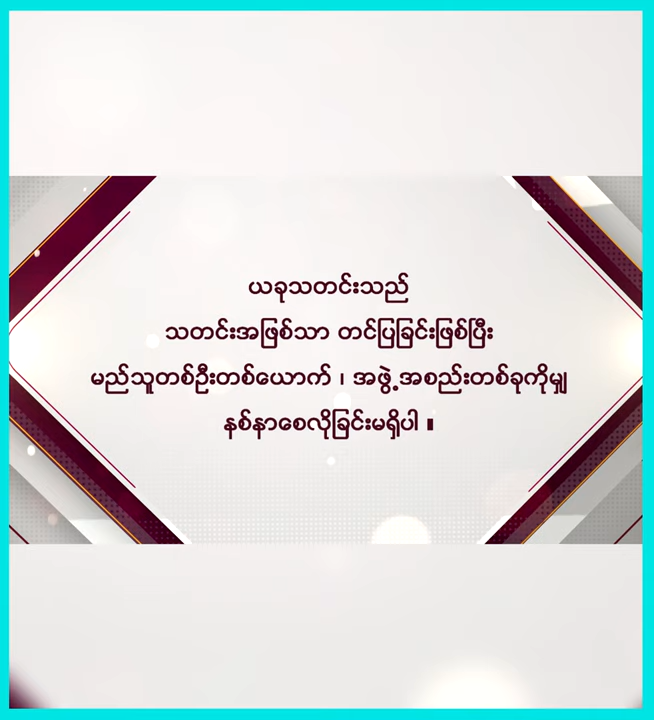 ယခုသတင်းသည်
သတင်းအဖြစ်သာ တင်ပြခြင်းဖြစ်ပြီး
မည်သူတစ်ဦးတစ်ယောက် ၊ အဖွဲ့အစည်းတစ်ခုကိုမျှ
နစ်နာစေလိုခြင်းမရှိပါ ။